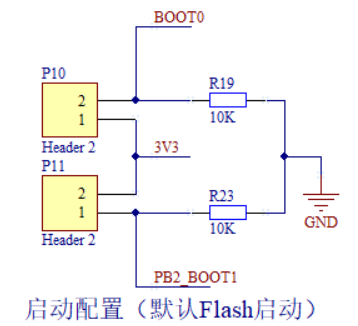 BOOT0
P10
R19
2
1
10K
Header 2
3V3
P11
R23
2
1
10K
Header 2
GND
PB2_BOOT1
启动配置（默认Flash启动）